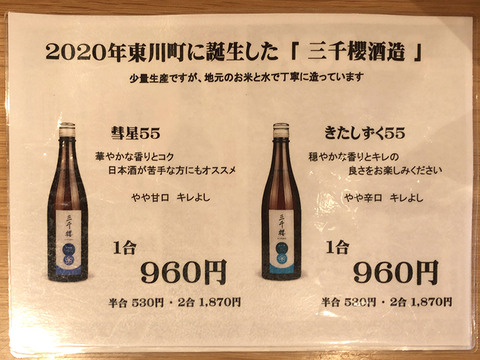 2020年東川町に誕生した『 三千櫻酒造 』
少量生産ですが、地元のお米と水で丁寧に造っています
彗星55
華やかな香りとコク
日本酒が苦手な方にもオススメ
やや甘口 キレよし
三千櫻
1合
960円
半合 530円・2合 1,870円
きたしずく55
穏やかな香りとキレの
良さをお楽しみください
やや辛口 キレよし
三千櫻
1合
960円
半合 530円・2合 1,870円